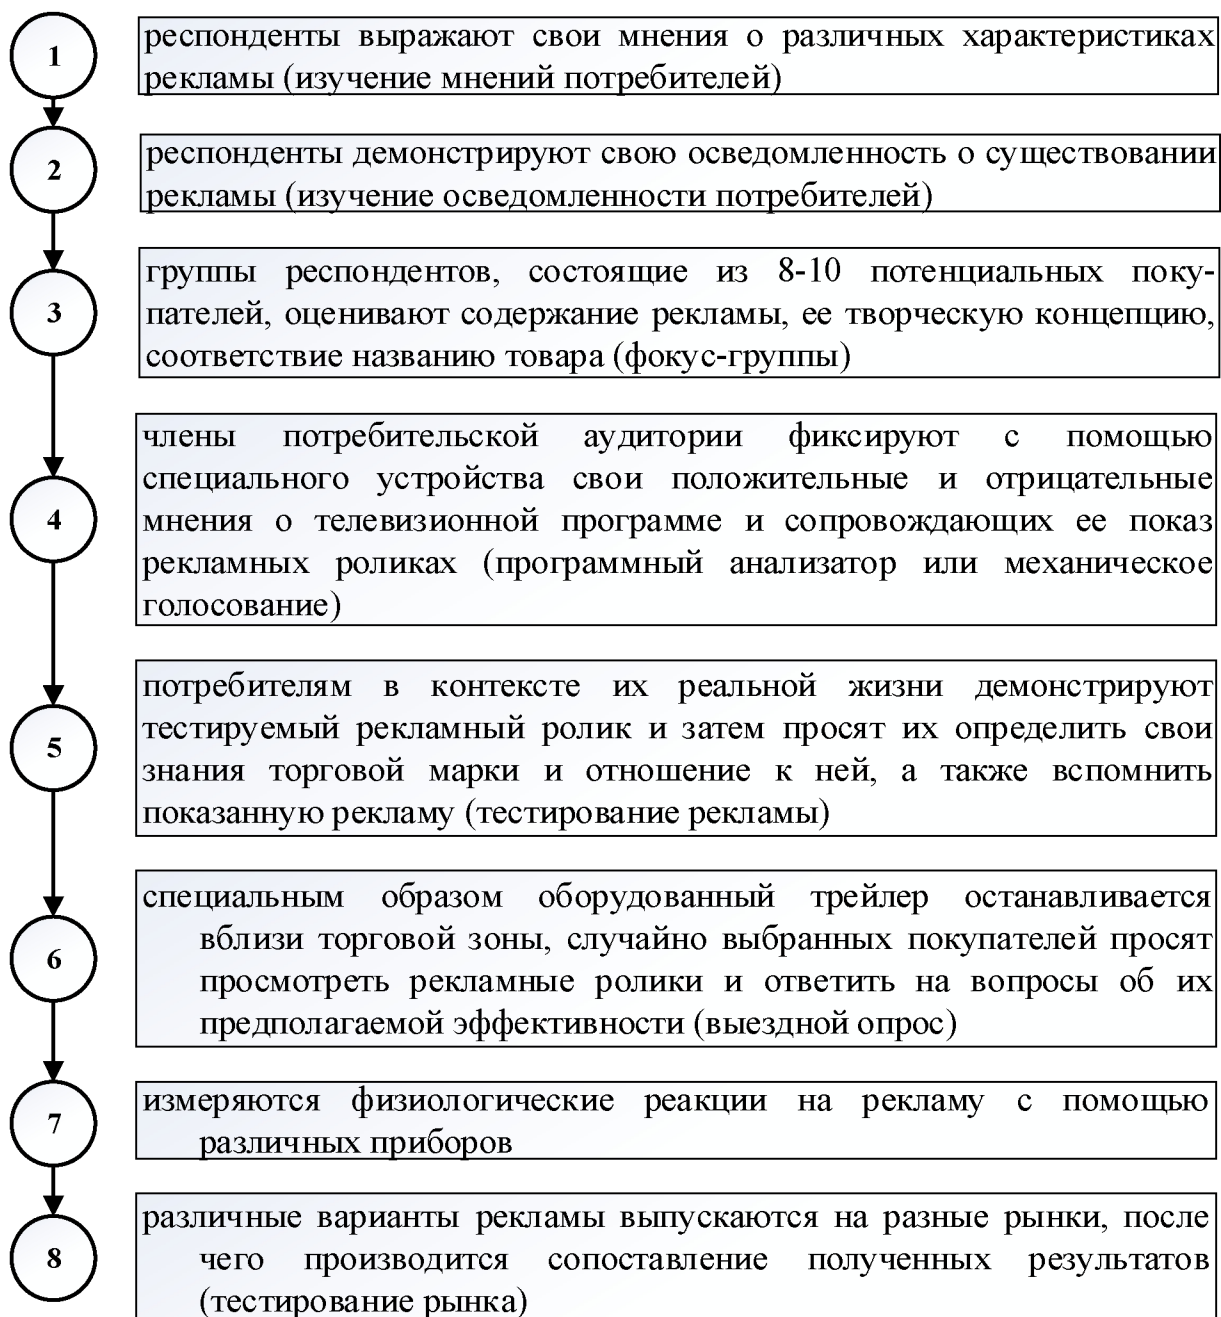 1
респонденты выражают свои мнения о различных характеристиках
рекламы (изучение мнений потребителей)
2
респонденты демонстрируют свою осведомленность о существовании
рекламы (изучение осведомленности потребителей)
3
группы респондентов, состоящие из 8-10 потенциальных поку-
пателей, оценивают содержание рекламы, ее творческую концепцию,
соответствие названию товара (фокус-группы)
4
члены потребительской аудитории фиксируют с помощью
специального устройства свои положительные и отрицательные
мнения о телевизионной программе и сопровождающих ее показ
рекламных роликах (программный анализатор или механическое
голосование)
5
потребителям в контексте их реальной жизни демонстрируют
тестируемый рекламный ролик и затем просят их определить свои
знания торговой марки и отношение к ней, а также вспомнить
показанную рекламу (тестирование рекламы)
6
специальным образом оборудованный трейлер останавливается
вблизи торговой зоны, случайно выбранных покупателей просят
просмотреть рекламные ролики и ответить на вопросы об их
предполагаемой эффективности (выездной опрос)
7
измеряются физиологические реакции на рекламу с помощью
различных приборов
8
различные варианты рекламы выпускаются на разные рынки, после
чего производится сопоставление полученных результатов
(тестирование рынка)